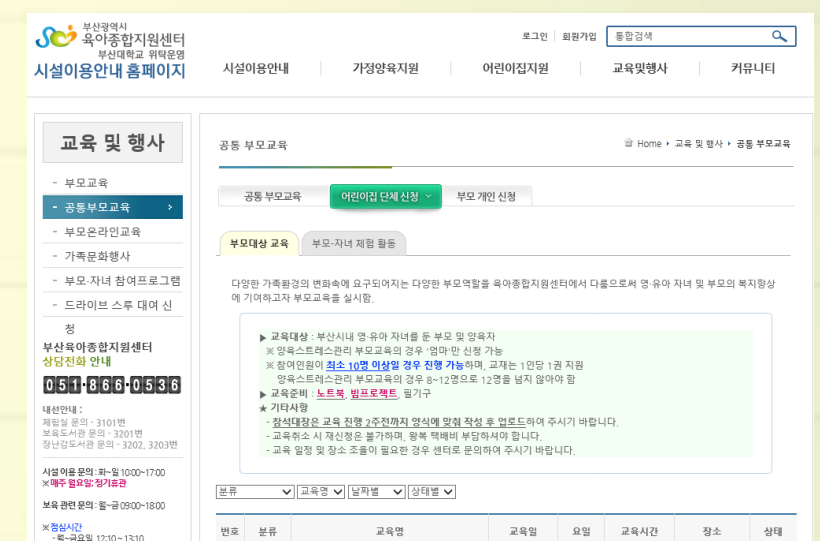 부산광역시
육아종합지원센터
부산대학교 위탁운영
시설이용안내 홈페이지
로그인 회원가입 통합검색
시설이용안내 가정양육지원 어린이집지원 교육및행사 커뮤니티
교육 및 행사
- 부모교육
- 공통부모교육 >
- 부모온라인교육
- 가족문화행사
- 부모·자녀 참여프로그램
- 드라이브 스루 대여 신
청
부산육아종합지원센터
상담전화 안내
051-866-0536
내선안내 :
체험실 문의 - 3101번
보육도서관 문의 - 3201번
장난감도서관 문의 - 3202, 3203번
시설 이용 문의 : 화~일 10:00~17:00
※매주 월요일: 정기휴관
보육 관련 문의 : 월~금 09:00~18:00
※점심시간
- 월~금요일 12:10 ~ 13:10
공통 부모교육
Home 교육 및 행사 공통 부모교육
공통 부모교육 어린이집 단체 신청 부모 개인 신청
부모대상 교육 부모-자녀 체험 활동
다양한 가족환경의 변화속에 요구되어지는 다양한 부모역할을 육아종합지원센터에서 다룸으로써 영·유아 자녀 및 부모의 복지향상
에 기여하고자 부모교육을 실시함.
▶ 교육대상 : 부산시내 영·유아 자녀를 둔 부모 및 양육자
※ 양육스트레스관리 부모교육의 경우 '엄마'만 신청 가능
※ 참여인원이 최소 10명 이상일 경우 진행 가능하며, 교재는 1인당 1권 지원
양육스트레스관리 부모교육의 경우 8~12명으로 12명을 넘지 않아야 함
▶ 교육준비 : 노트북, 빔프로젝트, 필기구
★ 기타사항
- 참석대장은 교육 진행 2주전까지 양식에 맞춰 작성 후 업로드하여 주시기 바랍니다.
- 교육취소 시 재신청은 불가하며, 왕복 택배비 부담하셔야 합니다.
- 교육 일정 및 장소 조율이 필요한 경우 센터로 문의하여 주시기 바랍니다.
분류 교육명 날짜별 상태별
번호 분류 교육명 교육일 요일 교육시간 장소 상태